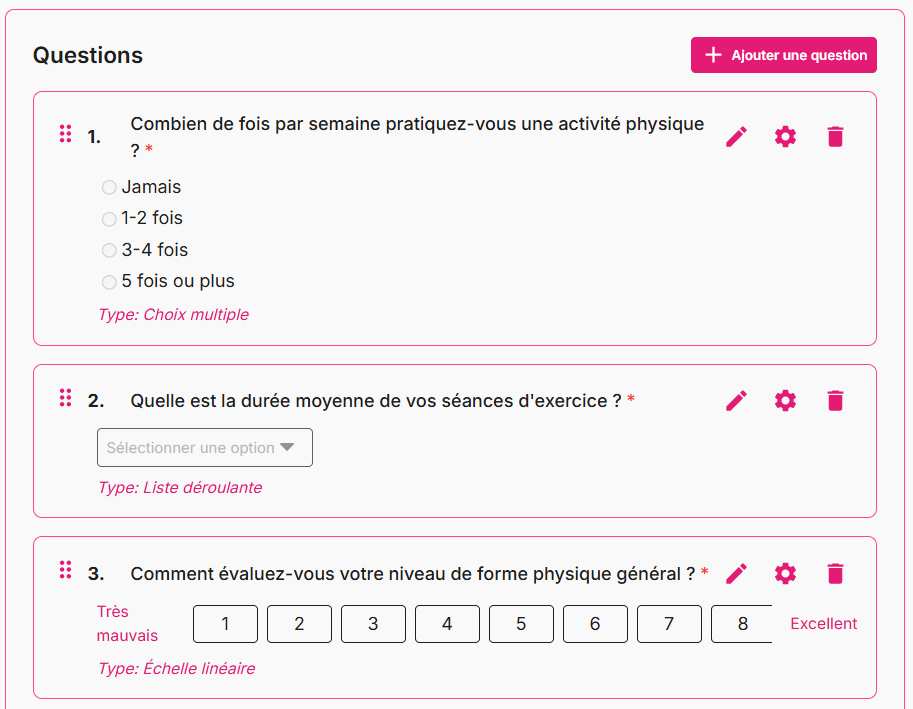 Questions
Ajouter une question
1. Combien de fois par semaine pratiquez-vous une activité physique
? *
Jamais
1-2 fois
3-4 fois
5 fois ou plus
Type: Choix multiple
2. Quelle est la durée moyenne de vos séances d'exercice ? *
Sélectionner une option
Type: Liste déroulante
3. Comment évaluez-vous votre niveau de forme physique général ? *
Très
mauvais
1 2 3 4 5 6 7 8 Excellent
Type: Échelle linéaire